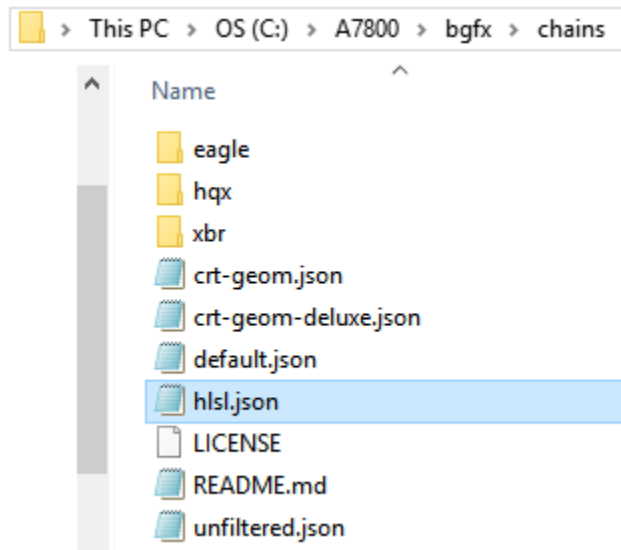 This PC > OS (C:) > A7800 > bgfx > chains
Name
eagle
hqx
xbr
crt-geom.json
crt-geom-deluxe.json
default.json
hlsl.json
LICENSE
README.md
unfiltered.json